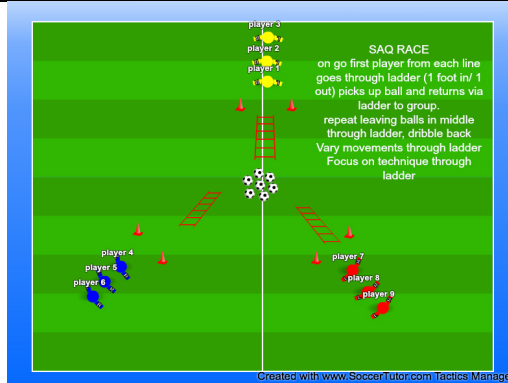 player 3
player 2
player 1
SAQ RACE
on go first player from each line
goes through ladder (1 foot in/ 1
out) picks up ball and returns via
ladder to group.
repeat leaving balls in middle
through ladder, dribble back
Vary movements through ladder
Focus on technique through
ladder
player 4
player 5
player 6
player 7
player 8
player 9
Created with www.SoccerTutor.com Tactics Manage